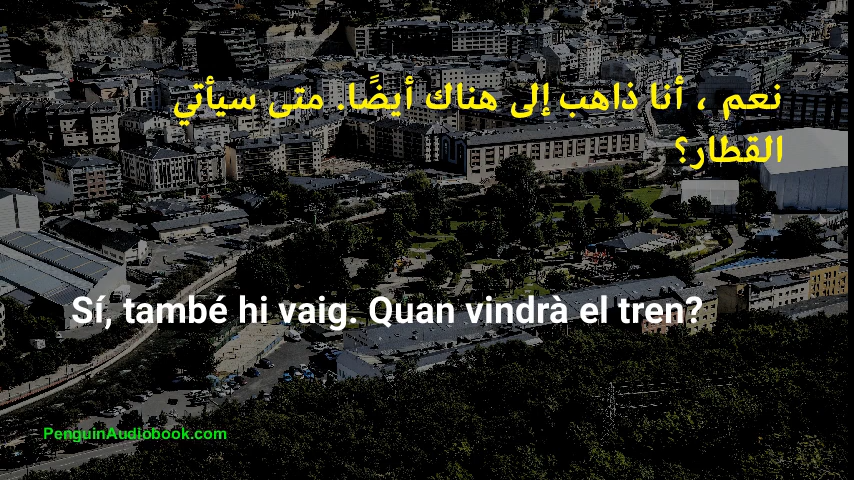 نعم ، أنا ذاهب إلى هناك أيضًا. متى سيأتي
القطار؟
Sí, també hi vaig. Quan vindrà el tren?
PenguinAudiobook.com